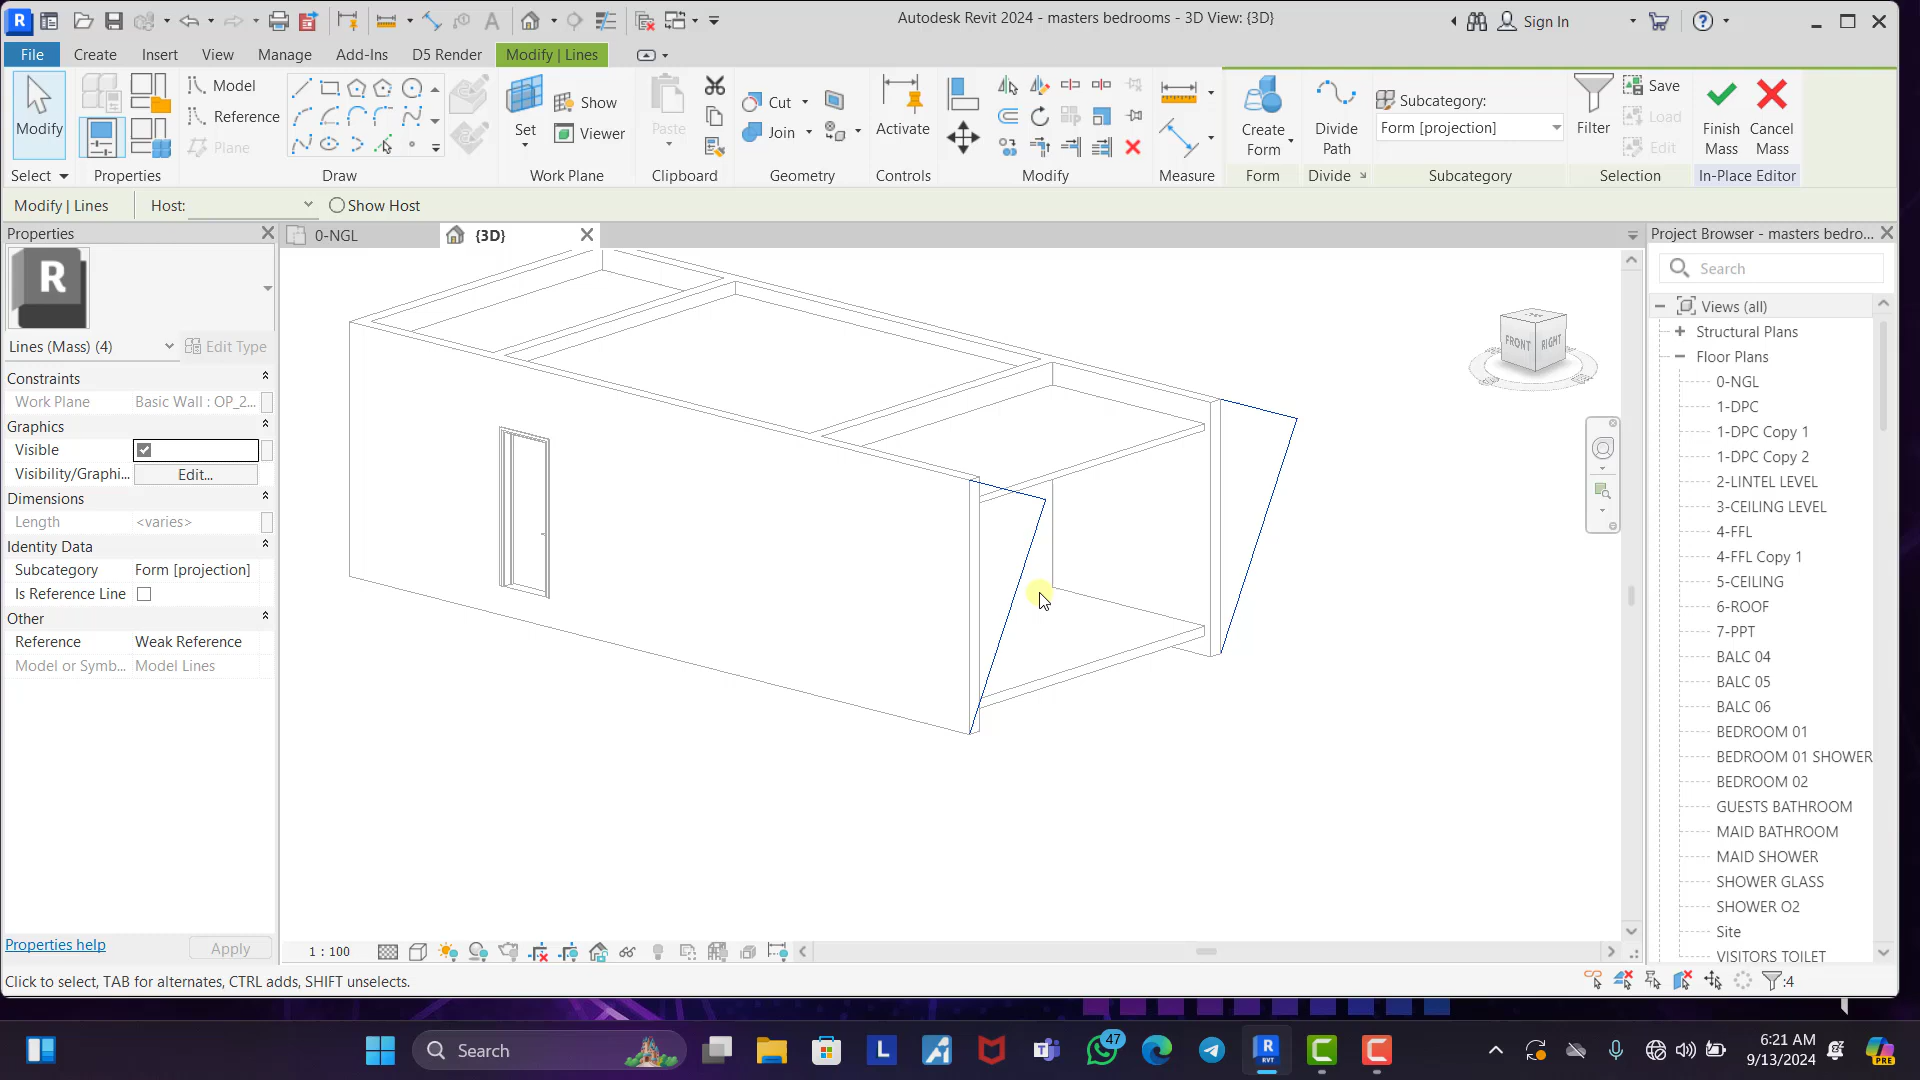 Autodesk Revit 2024 - masters bedrooms - 3D View: {3D}
Sign In
File Create Insert View Manage Add-Ins D5 Render Modify | Lines
Modify
Model
Reference
Plane
Set
Show
Viewer
Paste
Cut
Join
Activate
Create Form
Divide Path
Subcategory:
Form [projection]
Filter
Save
Load
Edit
Finish Mass
Cancel Mass
Select Properties Draw Work Plane Clipboard Geometry Controls Modify Measure Form Divide Subcategory Selection In-Place Editor
Modify | Lines Host: Show Host
Properties
0-NGL
{3D}
Project Browser - masters bedro...
R
Lines (Mass) (4)
Edit Type
Constraints
Work Plane Basic Wall : OP_2...
Graphics
Visible
Visibility/Graphi... Edit...
Dimensions
Length <varies>
Identity Data
Subcategory Form [projection]
Is Reference Line
Other
Reference Weak Reference
Model or Symb... Model Lines
Properties help
Apply
FRONT
RIGHT
Search
Views (all)
Structural Plans
Floor Plans
0-NGL
1-DPC
1-DPC Copy 1
1-DPC Copy 2
2-LINTEL LEVEL
3-CEILING LEVEL
4-FFL
4-FFL Copy 1
5-CEILING
6-ROOF
7-PPT
BALC 04
BALC 05
BALC 06
BEDROOM 01
BEDROOM 01 SHOWER
BEDROOM 02
GUESTS BATHROOM
MAID BATHROOM
MAID SHOWER
SHOWER GLASS
SHOWER O2
Site
VISITORS TOILET
1 : 100
Click to select, TAB for alternates, CTRL adds, SHIFT unselects.
:4
Search
47
6:21 AM
9/13/2024